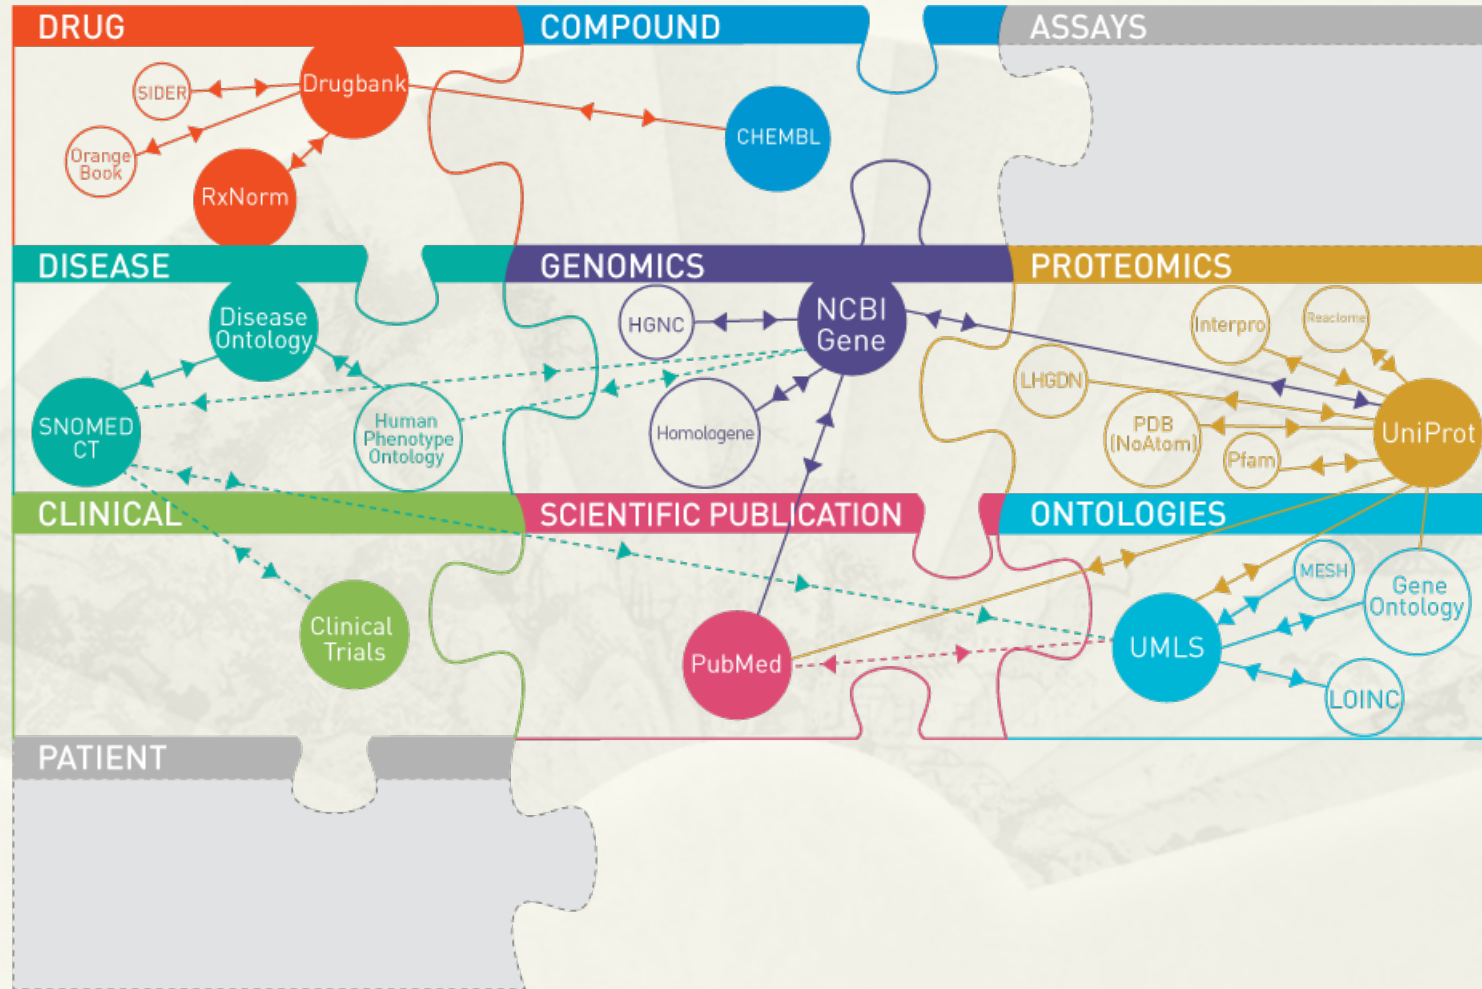 DRUG
COMPOUND
ASSAYS
SIDER
Drugbank
Orange
Book
RxNorm
CHEMBL
DISEASE
GENOMICS
PROTEOMICS
Disease
Ontology
SNOMED
CT
Human
Phenotype
Ontology
HGNC
NCBI
Gene
Homologene
Interpro
Reactome
LHGDN
PDB
(NoAtom)
Pfam
UniProt
CLINICAL
SCIENTIFIC PUBLICATION
ONTOLOGIES
Clinical
Trials
PubMed
UMLS
MESH
Gene
Ontology
LOINC
PATIENT